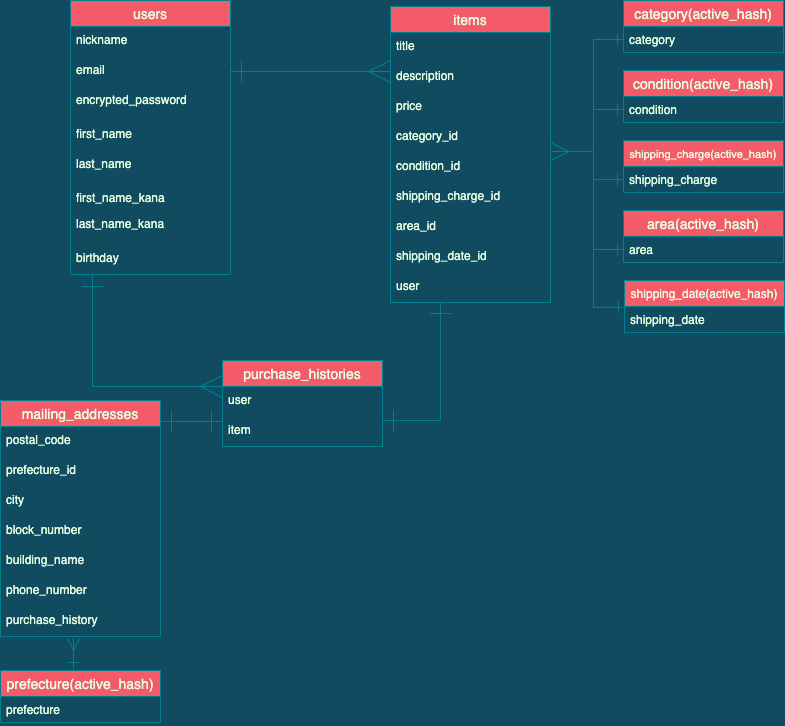 users
nickname
email
encrypted_password
first_name
last_name
first_name_kana
last_name_kana
birthday
items
title
description
price
category_id
condition_id
shipping_charge_id
area_id
shipping_date_id
user
category(active_hash)
category
condition(active_hash)
condition
shipping_charge(active_hash)
shipping_charge
area(active_hash)
area
shipping_date(active_hash)
shipping_date
purchase_histories
user
item
mailing_addresses
postal_code
prefecture_id
city
block_number
building_name
phone_number
purchase_history
prefecture(active_hash)
prefecture